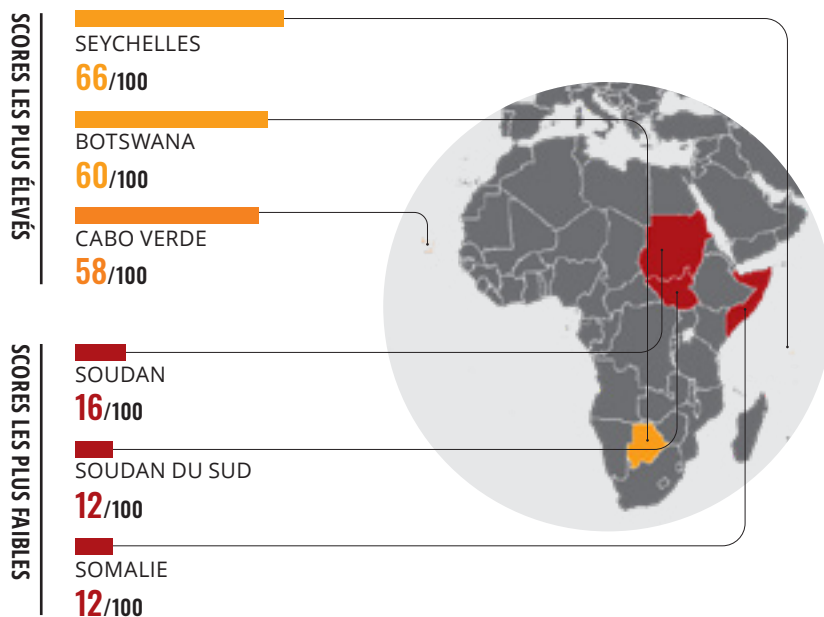 SCORES LES PLUS ÉLEVÉS
SEYCHELLES
66/100
BOTSWANA
60/100
CABO VERDE
58/100
SCORES LES PLUS FAIBLES
SOUDAN
16/100
SOUDAN DU SUD
12/100
SOMALIE
12/100